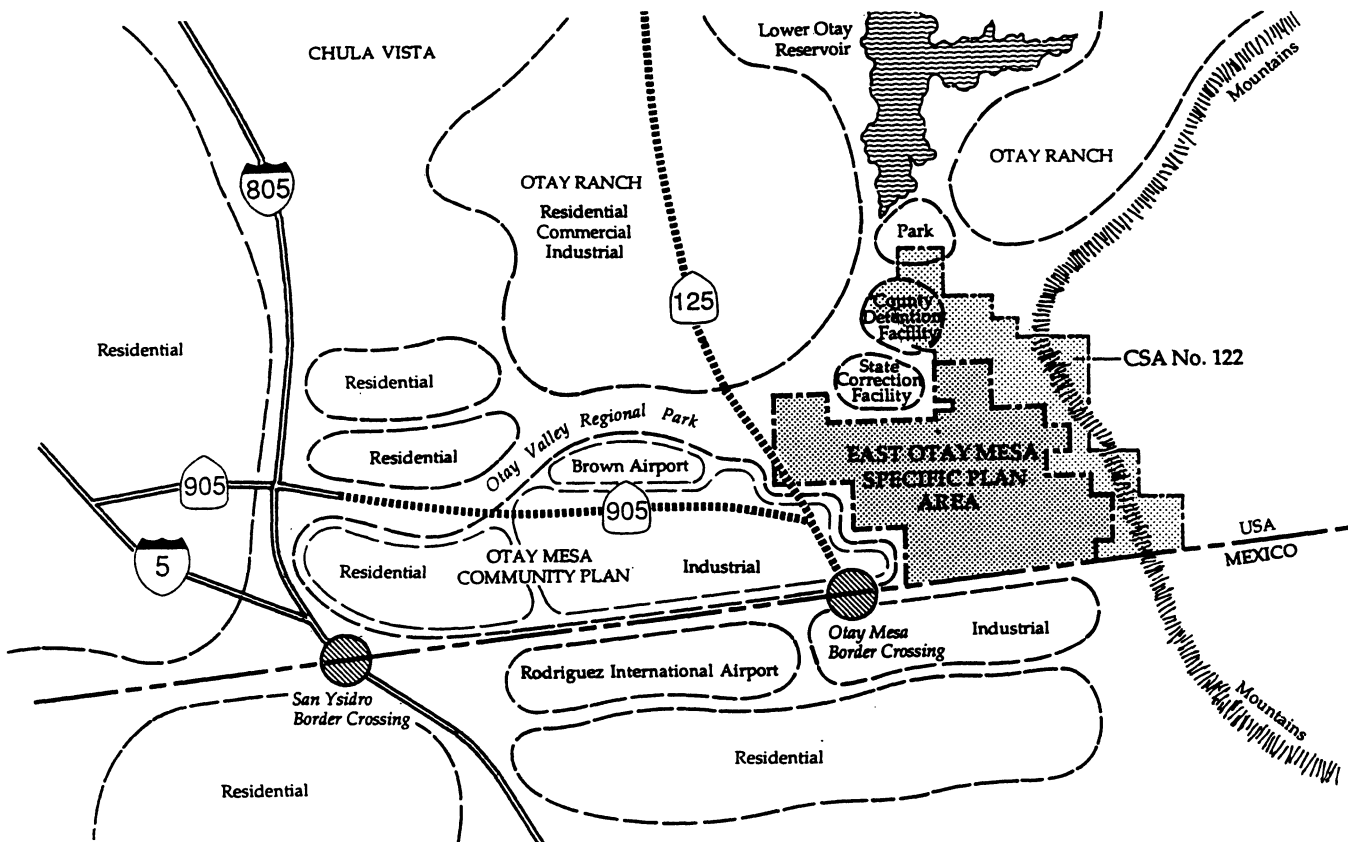 CHULA VISTA
Lower Otay
Reservoir
Mountains
805
OTAY RANCH
Residential
Commercial
Industrial
OTAY RANCH
Park
125
County
Detention
Facility
Residential
CSA No. 122
Residential
State
Correction
Facility
Otay Valley Regional Park
Residential
Brown Airport
EAST OTAY MESA
SPECIFIC PLAN
AREA
905
905
USA
MEXICO
5
Residential
OTAY MESA
COMMUNITY PLAN
Industrial
Otay Mesa
Border Crossing
Industrial
Rodriguez International Airport
San Ysidro
Border Crossing
Mountains
Residential
Residential